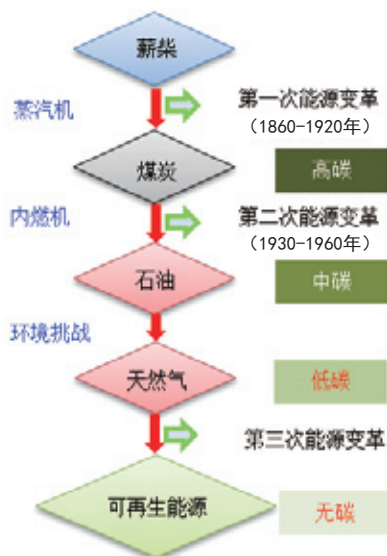 薪柴
蒸汽机
第一次能源变革
(1860-1920年)
煤炭
高碳
内燃机
第二次能源变革
(1930-1960年)
石油
中碳
环境挑战
天然气
低碳
第三次能源变革
可再生能源
无碳